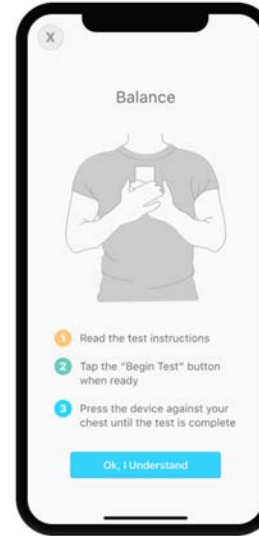 X
Balance
1 Read the test instructions
2 Tap the "Begin Test" button
when ready
3 Press the device against your
chest until the test is complete
Ok, I Understand